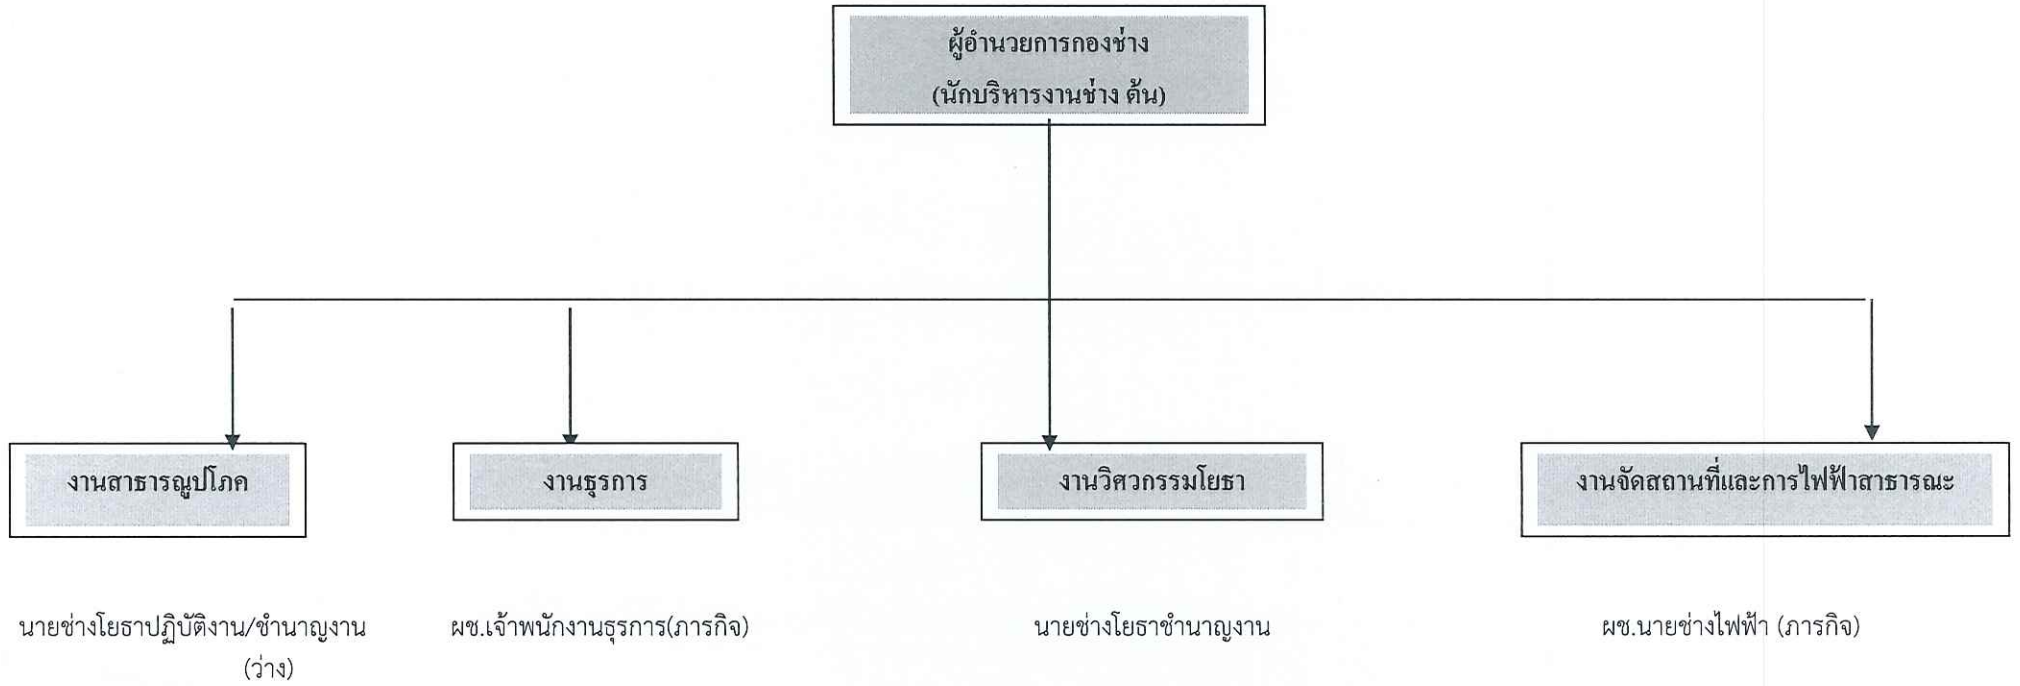 ผู้อำนวยการกองช่าง
(นักบริหารงานช่าง ต้น)
งานสาธารณูปโภค
งานธุรการ
งานวิศวกรรมโยธา
งานจัดสถานที่และการไฟฟ้าสาธารณะ
นายช่างโยธาปฏิบัติงาน/ชำนาญงาน
(ว่าง)
ผช.เจ้าพนักงานธุรการ(ภารกิจ)
นายช่างโยธาชำนาญงาน
ผช.นายช่างไฟฟ้า (ภารกิจ)